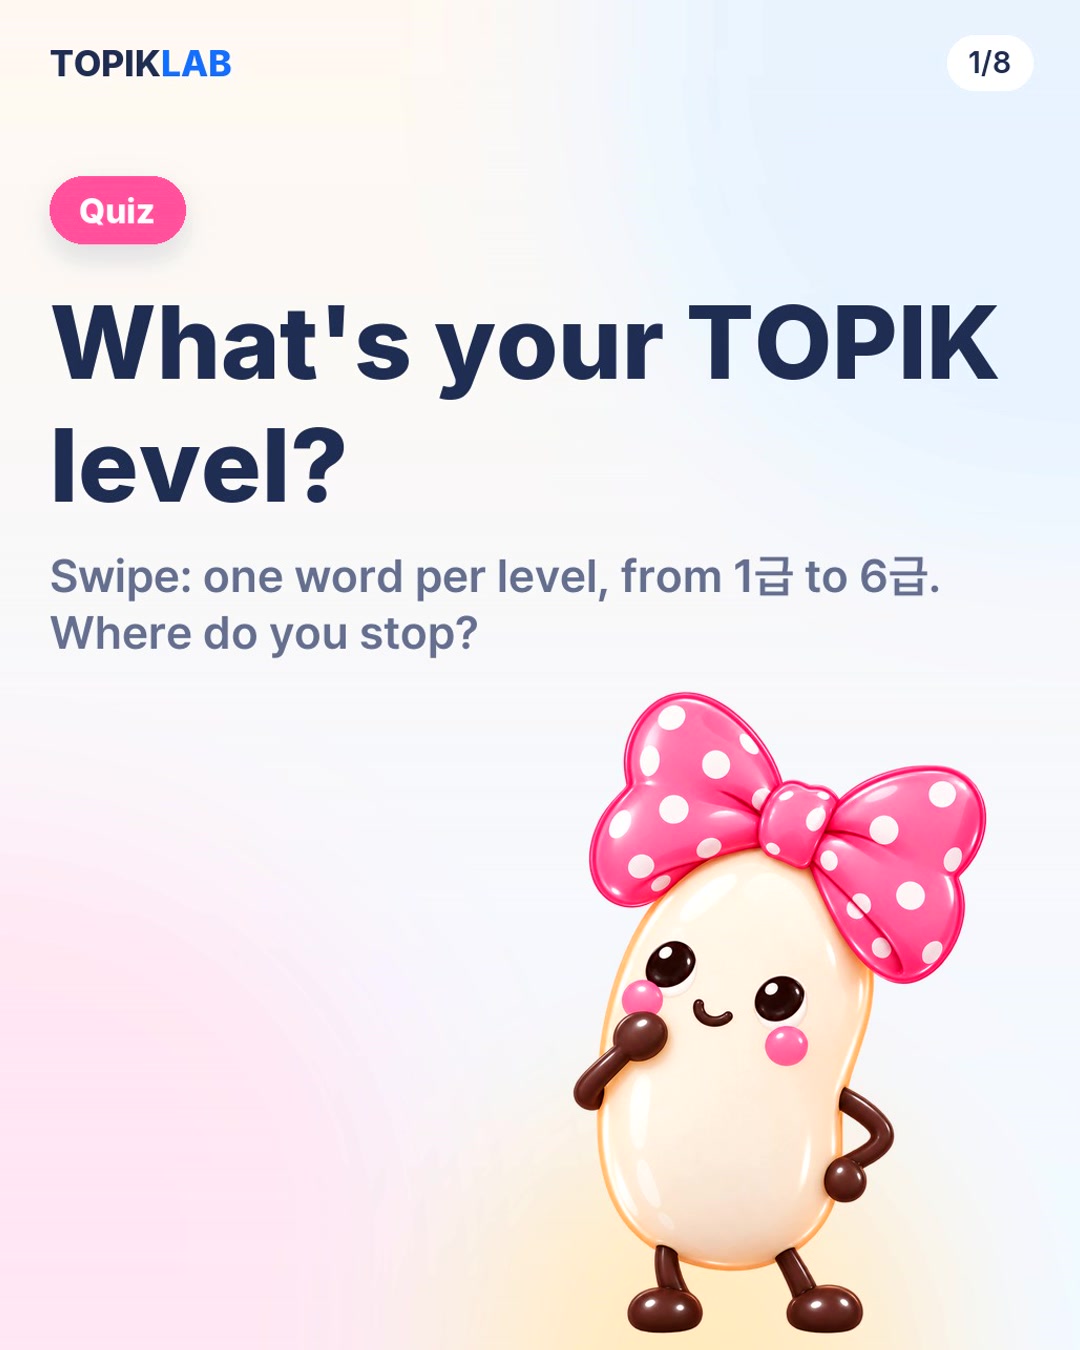 TOPIKLAB
1/8
Quiz
What's your TOPIK
level?
Swipe: one word per level, from 1급 to 6급.
Where do you stop?